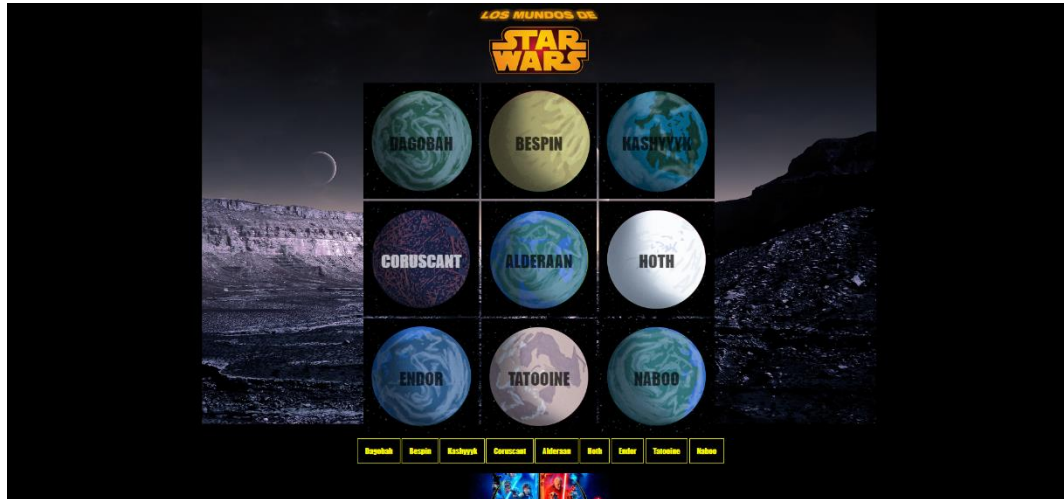 LOS MUNDOS DE
STAR
WARS
DAGOBAH BESPIN KASHYYYK
CORUSCANT ALDERAAN HOTH
ENDOR TATOOINE NABOO
Dagobah Bespin Kashyyyk Coruscant Alderaan Hoth Endor Tatooine Naboo